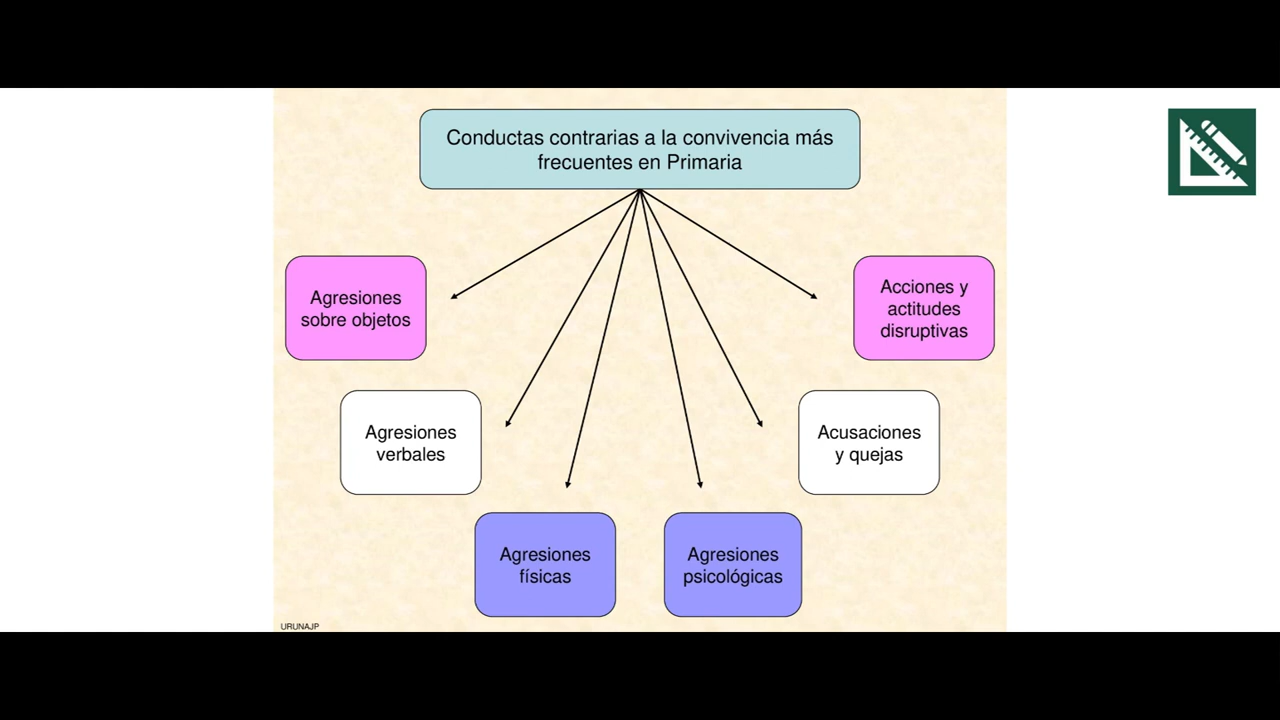 Conductas contrarias a la convivencia más
frecuentes en Primaria
Agresiones
sobre objetos
Acciones y
actitudes
disruptivas
Agresiones
verbales
Acusaciones
y quejas
Agresiones
físicas
Agresiones
psicológicas
URUNAJP